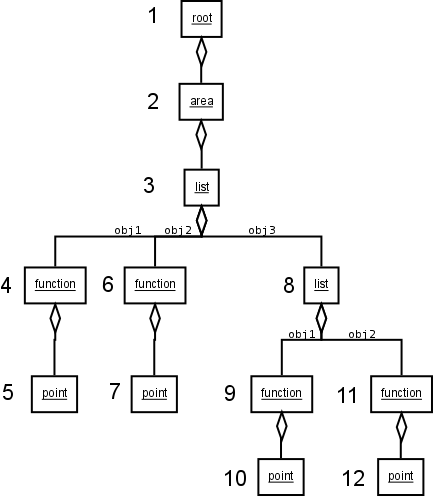 1 root
2 area
3 list
obj1 obj2 obj3
4 function 6 function 8 list
obj1 obj2
5 point 7 point 9 function 11 function
10 point 12 point